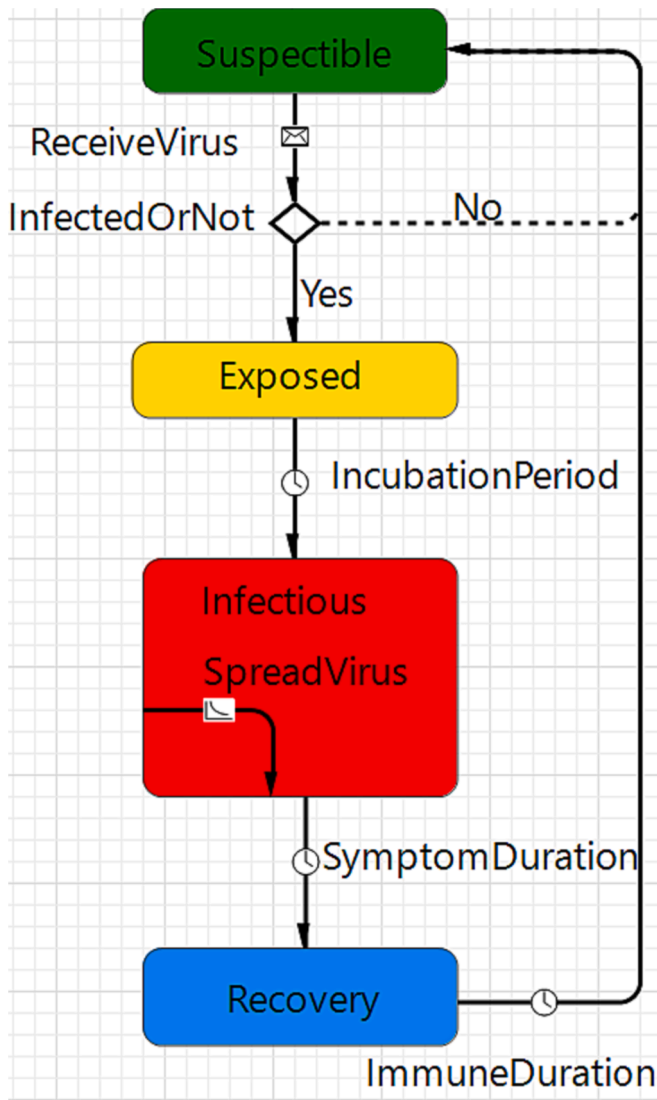 Suspectible
ReceiveVirus
InfectedOrNot
No
Yes
Exposed
IncubationPeriod
Infectious
SpreadVirus
SymptomDuration
Recovery
ImmuneDuration